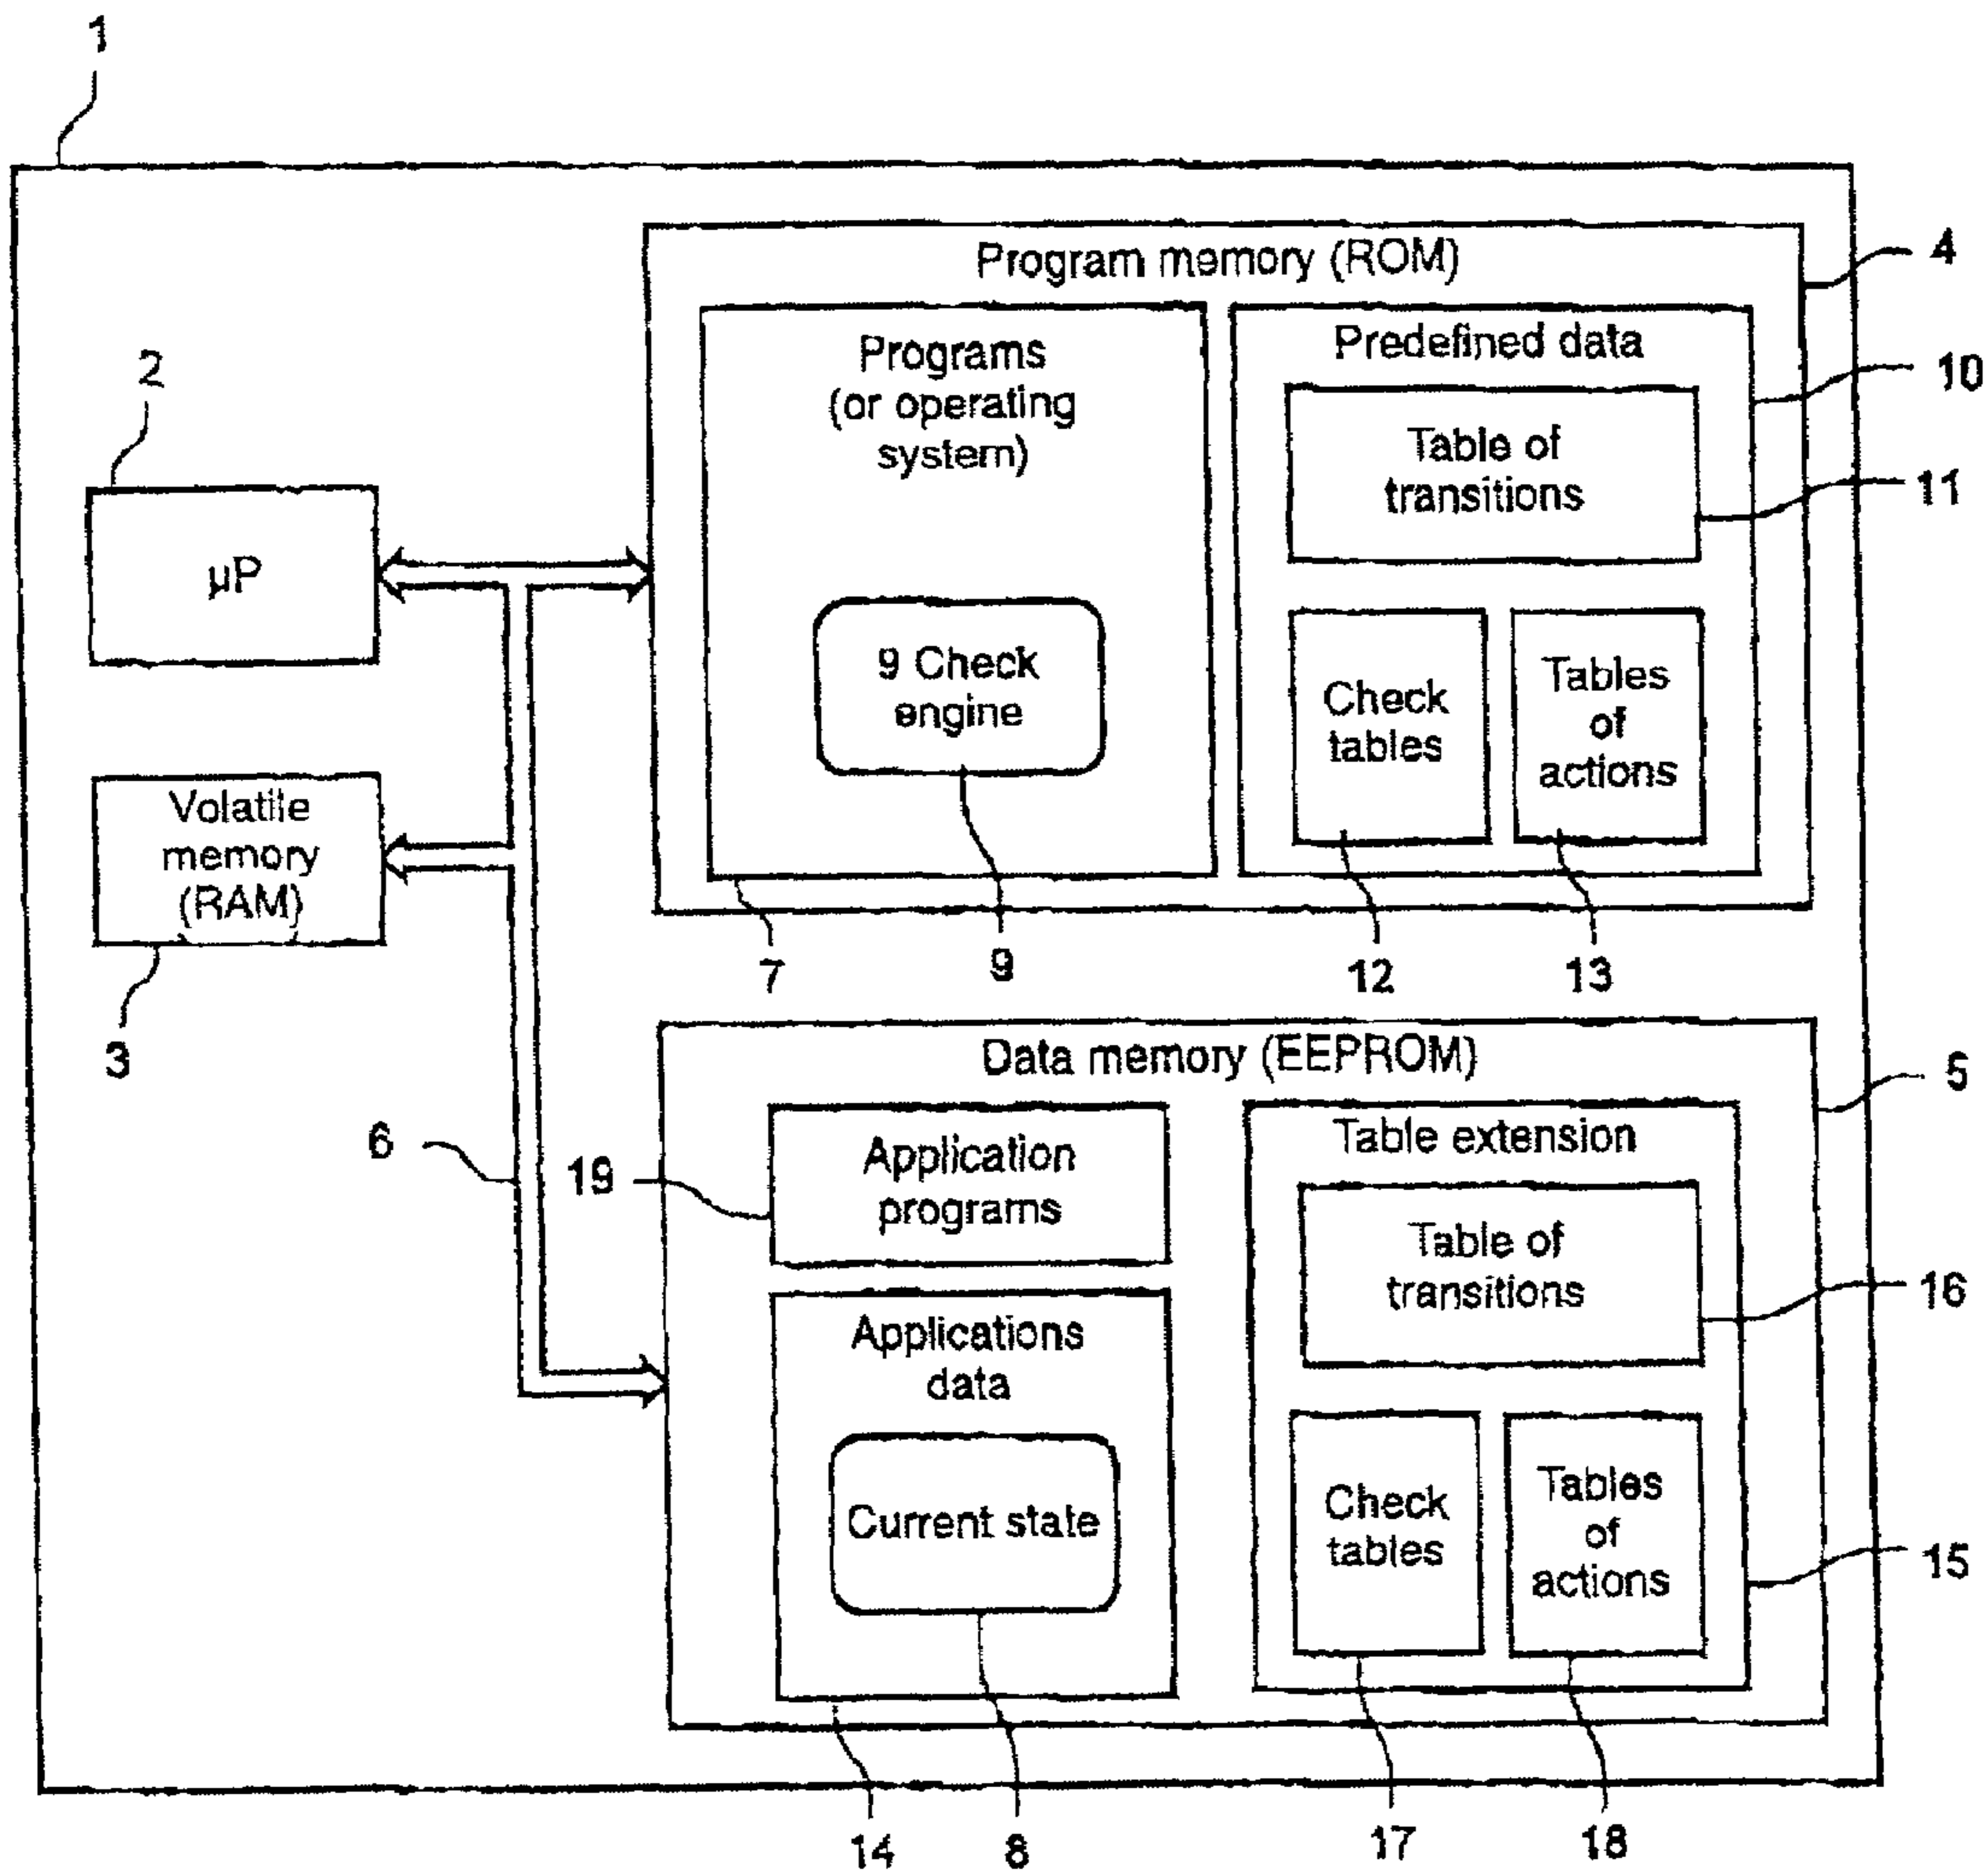 1
Program memory (ROM)
4
Programs
(or operating
system)
Predefined data
10
2
Table of
transitions
11
µP
9 Check
engine
Check
tables
Tables
of
actions
Volatile
memory
(RAM)
7
9
12
13
3
Data memory (EEPROM)
5
6
19
Application
programs
Table extension
Table of
transitions
16
Applications
data
Current state
Check
tables
Tables
of
actions
15
14
8
17
18